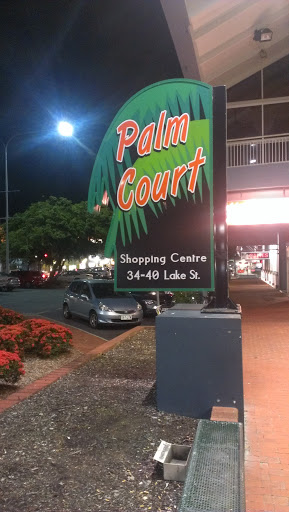 Palm
Court
Shopping Centre
34-40 Lake St.